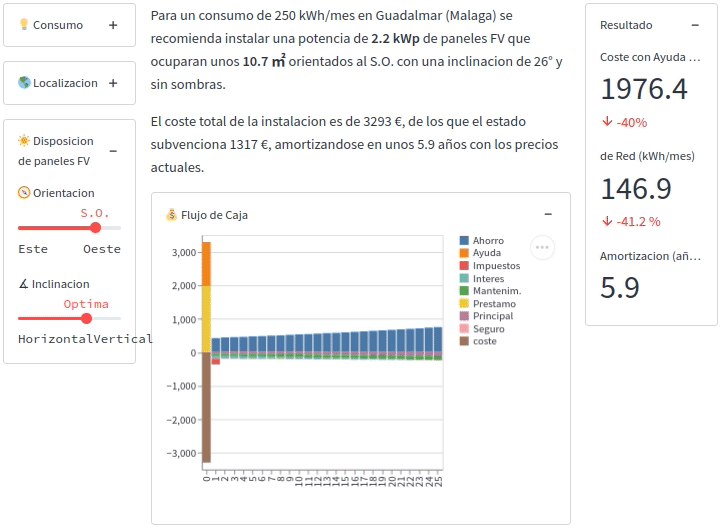 Consumo +
Localizacion +
Disposicion
de paneles FV −
Orientacion
S.O.
Este Oeste
∡ Inclinacion
Optima
HorizontalVertical
Para un consumo de 250 kWh/mes en Guadalmar (Malaga) se
recomienda instalar una potencia de 2.2 kWp de paneles FV que
ocuparan unos 10.7 ㎡ orientados al S.O. con una inclinacion de 26° y
sin sombras.
El coste total de la instalacion es de 3293 €, de los que el estado
subvenciona 1317 €, amortizandose en unos 5.9 años con los precios
actuales.
Flujo de Caja −
3,000
2,000
1,000
0
−1,000
−2,000
−3,000
0 1 2 3 4 5 6 7 8 9 10 11 12 13 14 15 16 17 18 19 20 21 22 23 24 25
Ahorro
Ayuda
Impuestos
Interes
Mantenim.
Prestamo
Principal
Seguro
coste
Resultado −
Coste con Ayuda ...
1976.4
↓ -40%
de Red (kWh/mes)
146.9
↓ -41.2 %
Amortizacion (añ...
5.9